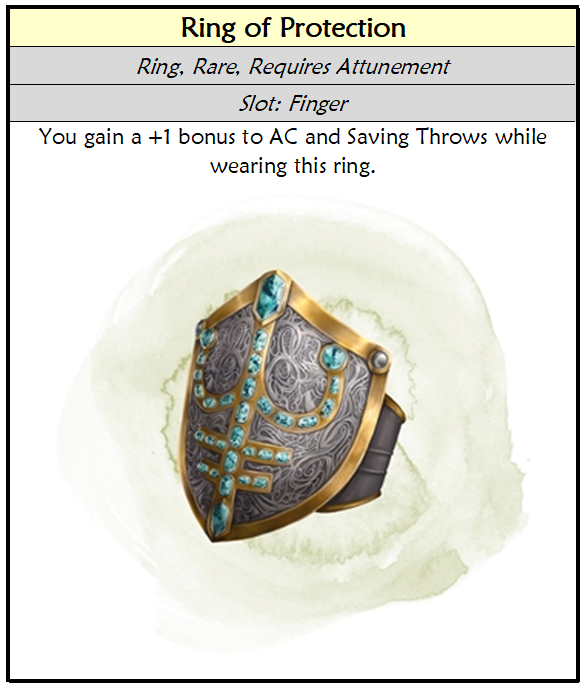 Ring of Protection
Ring, Rare, Requires Attunement
Slot: Finger
You gain a +1 bonus to AC and Saving Throws while
wearing this ring.